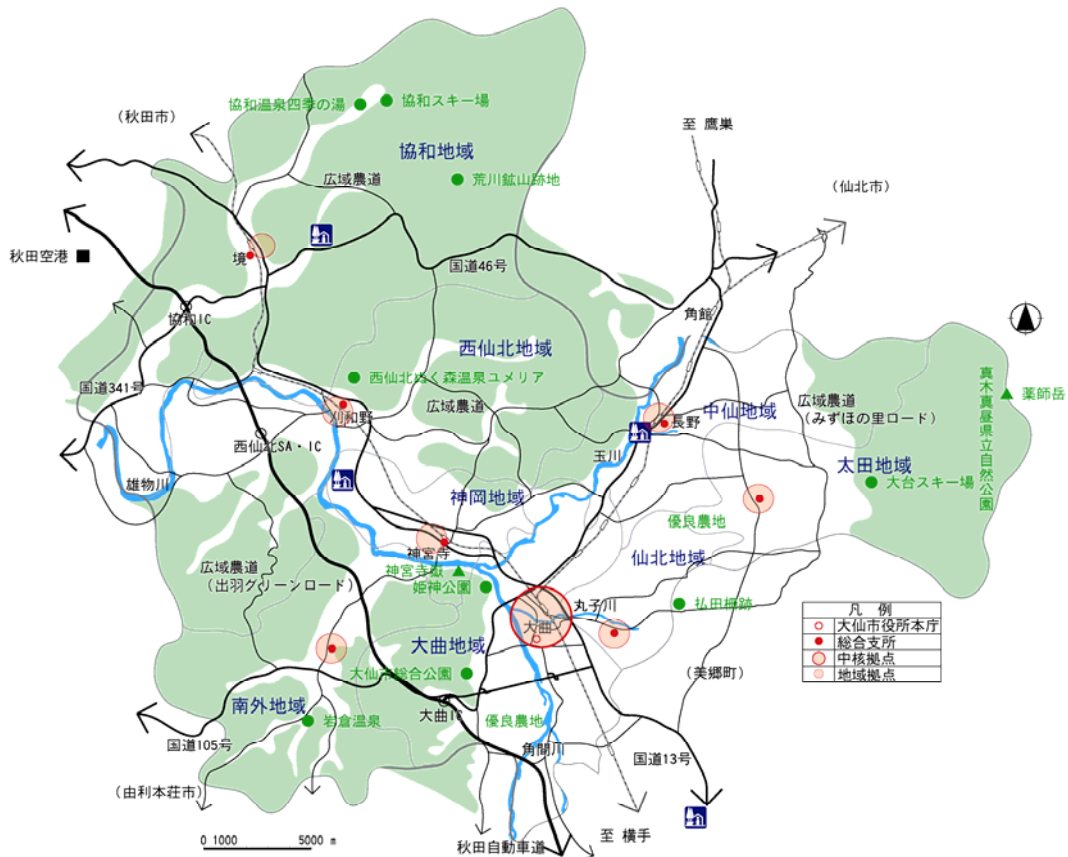 協和温泉四季の湯
協和スキー場
（秋田市）
至 鷹巣
協和地域
広域農道
荒川鉱山跡地
（仙北市）
秋田空港
境
国道46号
協和IC
角館
西仙北地域
国道341号
西仙北ぬく森温泉ユメリア
薬師岳
真木真昼県立自然公園
刈和野
広域農道
中仙地域
広域農道
（みずほの里ロード）
長野
西仙北SA・IC
玉川
太田地域
雄物川
大台スキー場
神岡地域
優良農地
神宮寺
仙北地域
広域農道
（出羽グリーンロード）
神宮寺嶽
姫神公園
丸子川
払田柵跡
大曲
大曲地域
大仙市総合公園
（美郷町）
凡 例
大仙市役所本庁
総合支所
中核拠点
地域拠点
南外地域
大曲IC
優良農地
岩倉温泉
国道105号
角間川
国道13号
（由利本荘市）
0 1000 5000 m
秋田自動車道
至 横手